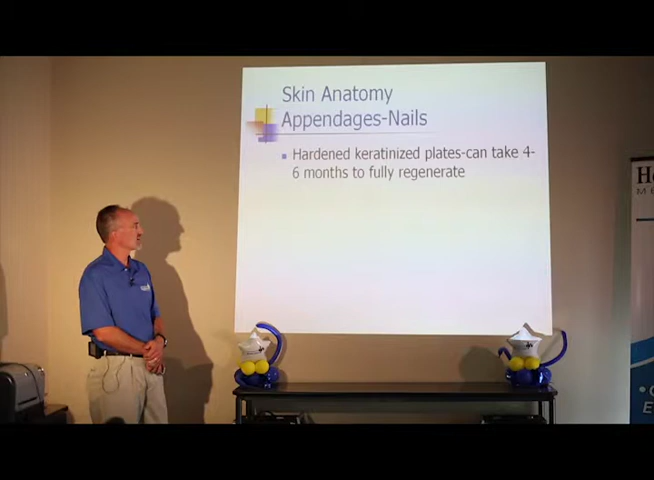 Skin Anatomy
Appendages-Nails
Hardened keratinized plates-can take 4-
6 months to fully regenerate